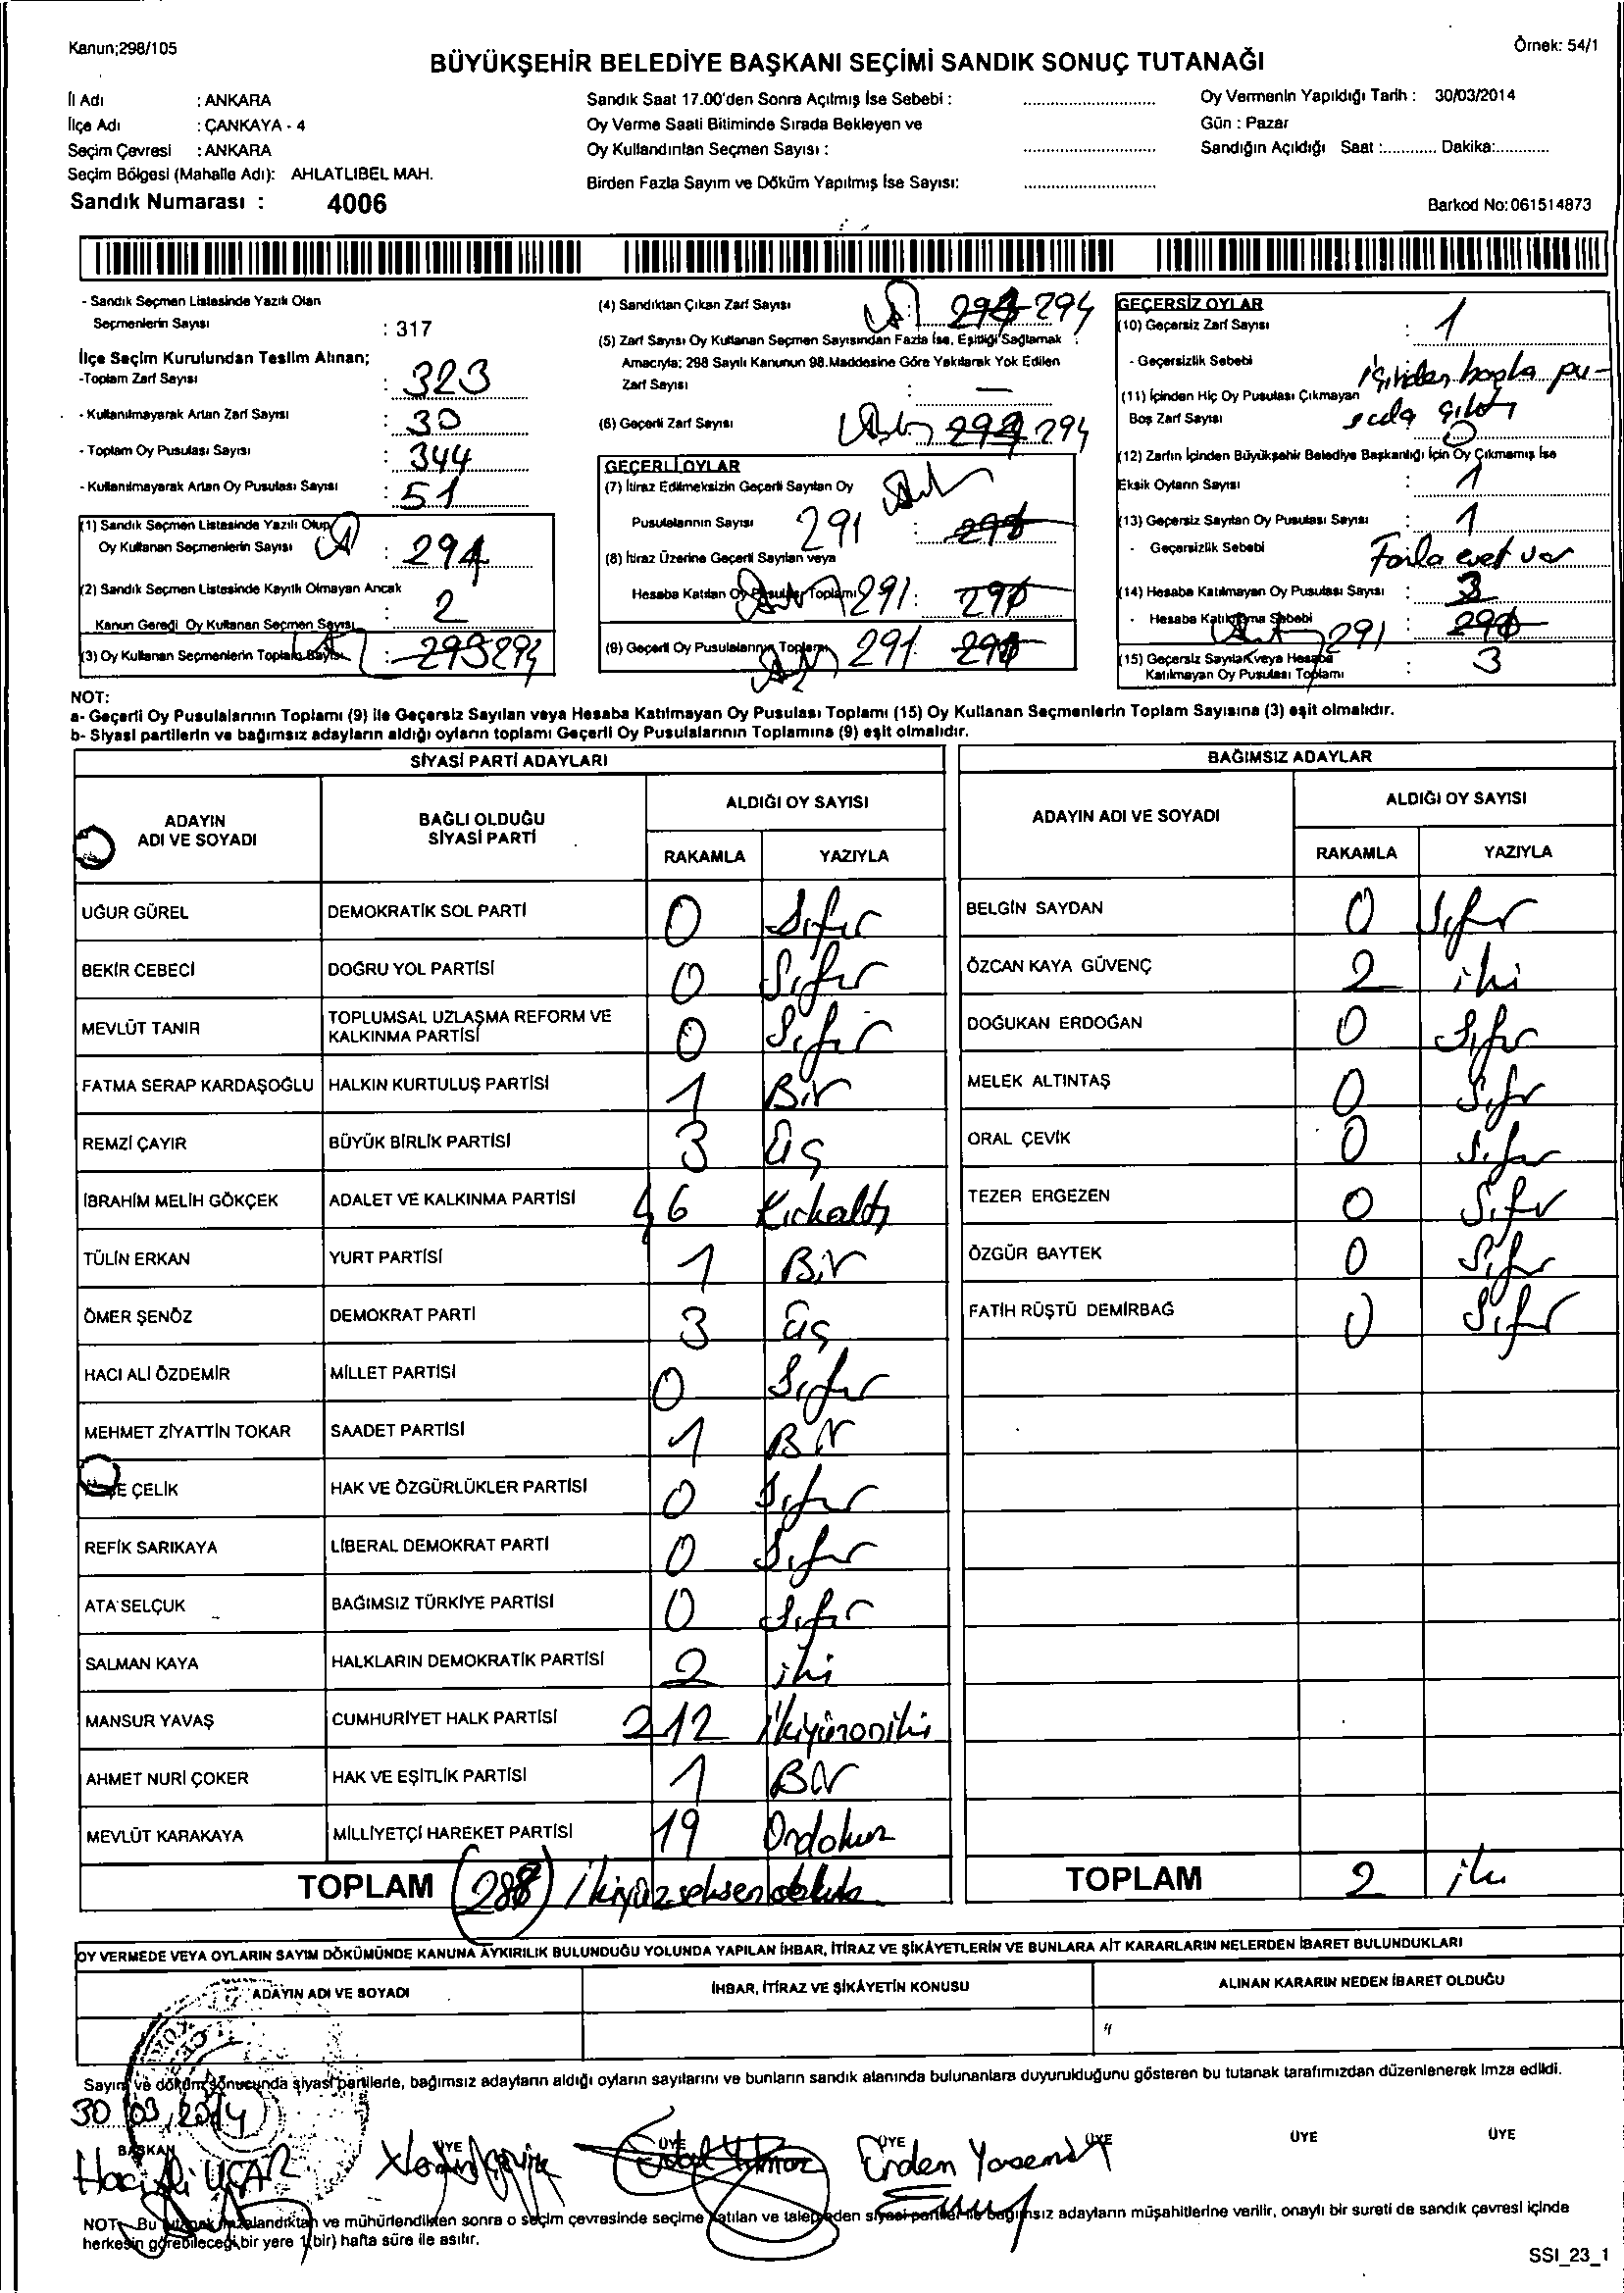 Kanun;298/105
Örnek: 54/1
BÜYÜKŞEHİR BELEDİYE BAŞKANI SEÇİMİ SANDIK SONUÇ TUTANAĞI
İl Adı : ANKARA
İlçe Adı : ÇANKAYA - 4
Seçim Çevresi : ANKARA
Seçim Bölgesi (Mahalle Adı): AHLATLIBEL MAH.
Sandık Numarası : 4006
Sandık Saat 17.00'den Sonra Açılmış İse Sebebi :
Oy Verme Saati Bitiminde Sırada Bekleyen ve
Oy Kullandırılan Seçmen Sayısı :
Birden Fazla Sayım ve Döküm Yapılmış İse Sayısı:
Oy Vermenin Yapıldığı Tarih : 30/03/2014
Gün : Pazar
Sandığın Açıldığı Saat :............ Dakika:...........
Barkod No:061514873
- Sandık Seçmen Listesinde Yazılı Olan
Seçmenlerin Sayısı : 317
İlçe Seçim Kurulundan Teslim Alınan;
-Toplam Zarf Sayısı : 323
- Kullanılmayarak Artan Zarf Sayısı : 30
- Toplam Oy Pusulası Sayısı : 344
- Kullanılmayarak Artan Oy Pusulası Sayısı : 51
(1) Sandık Seçmen Listesinde Yazılı Olup
Oy Kullanan Seçmenlerin Sayısı : 294
(2) Sandık Seçmen Listesinde Kayıtlı Olmayan Ancak
Kanun Gereği Oy Kullanan Seçmen Sayısı : 2
(3) Oy Kullanan Seçmenlerin Toplam Sayısı : 295 294
(4) Sandıktan Çıkan Zarf Sayısı 294
(5) Zarf Sayısı Oy Kullanan Seçmen Sayısından Fazla İse, Eşitliği Sağlamak
Amacıyla; 298 Sayılı Kanunun 98.Maddesine Göre Yakılarak Yok Edilen
Zarf Sayısı : —
(6) Geçerli Zarf Sayısı 294
GEÇERLİ OYLAR
(7) İtiraz Edilmeksizin Geçerli Sayılan Oy
Pusulalarının Sayısı 291 :
(8) İtiraz Üzerine Geçerli Sayılan veya
Hesaba Katılan Oy Pusulalar Toplamı 291 :
(9) Geçerli Oy Pusulalarının Toplamı 291
GEÇERSİZ OYLAR
(10) Geçersiz Zarf Sayısı : 1
- Geçersizlik Sebebi içinden başka pu-
sula çıktı
(11) İçinden Hiç Oy Pusulası Çıkmayan
Boş Zarf Sayısı 0
(12) Zarfın İçinden Büyükşehir Belediye Başkanlığı İçin Oy Çıkmamış İse
Eksik Oyların Sayısı : 1
(13) Geçersiz Sayılan Oy Pusulası Sayısı : 1
- Geçersizlik Sebebi Fazla evet var
(14) Hesaba Katılmayan Oy Pusulası Sayısı : 3
- Hesaba Katılmama Sebebi 291 :
(15) Geçersiz Sayılan veya Hesaba
Katılmayan Oy Pusulası Toplamı : 3
NOT:
a- Geçerli Oy Pusulalarının Toplamı (9) ile Geçersiz Sayılan veya Hesaba Katılmayan Oy Pusulası Toplamı (15) Oy Kullanan Seçmenlerin Toplam Sayısına (3) eşit olmalıdır.
b- Siyasi partilerin ve bağımsız adayların aldığı oyların toplamı Geçerli Oy Pusulalarının Toplamına (9) eşit olmalıdır.
SİYASİ PARTİ ADAYLARI
ADAYIN ADI VE SOYADI
BAĞLI OLDUĞU SİYASİ PARTİ
ALDIĞI OY SAYISI
RAKAMLA YAZIYLA
UĞUR GÜREL DEMOKRATİK SOL PARTİ 0 Sıfır
BEKİR CEBECİ DOĞRU YOL PARTİSİ 0 Sıfır
MEVLÜT TANIR TOPLUMSAL UZLAŞMA REFORM VE KALKINMA PARTİSİ 0 Sıfır
FATMA SERAP KARDAŞOĞLU HALKIN KURTULUŞ PARTİSİ 1 Bir
REMZİ ÇAYIR BÜYÜK BİRLİK PARTİSİ 3 Üç
İBRAHİM MELİH GÖKÇEK ADALET VE KALKINMA PARTİSİ 46 Kırkaltı
TÜLİN ERKAN YURT PARTİSİ 1 Bir
ÖMER ŞENÖZ DEMOKRAT PARTİ 3 Üç
HACI ALİ ÖZDEMİR MİLLET PARTİSİ 0 Sıfır
MEHMET ZİYATTİN TOKAR SAADET PARTİSİ 1 Bir
ÇELİK HAK VE ÖZGÜRLÜKLER PARTİSİ 0 Sıfır
REFİK SARIKAYA LİBERAL DEMOKRAT PARTİ 0 Sıfır
ATA SELÇUK BAĞIMSIZ TÜRKİYE PARTİSİ 0 Sıfır
SALMAN KAYA HALKLARIN DEMOKRATİK PARTİSİ 2 iki
MANSUR YAVAŞ CUMHURİYET HALK PARTİSİ 212 ikiyüzoniki
AHMET NURİ ÇOKER HAK VE EŞİTLİK PARTİSİ 1 Bir
MEVLÜT KARAKAYA MİLLİYETÇİ HAREKET PARTİSİ 19 Ondokuz
TOPLAM (288)
BAĞIMSIZ ADAYLAR
ADAYIN ADI VE SOYADI
ALDIĞI OY SAYISI
RAKAMLA YAZIYLA
BELGİN SAYDAN 0 Sıfır
ÖZCAN KAYA GÜVENÇ 2 iki
DOĞUKAN ERDOĞAN 0 Sıfır
MELEK ALTINTAŞ 0 Sıfır
ORAL ÇEVİK 0 Sıfır
TEZER ERGEZEN 0 Sıfır
ÖZGÜR BAYTEK 0 Sıfır
FATİH RÜŞTÜ DEMİRBAĞ 0 Sıfır
TOPLAM 2 iki
OY VERMEDE VEYA OYLARIN SAYIM DÖKÜMÜNDE KANUNA AYKIRILIK BULUNDUĞU YOLUNDA YAPILAN İHBAR, İTİRAZ VE ŞİKÂYETLERİN VE BUNLARA AİT KARARLARIN NELERDEN İBARET BULUNDUKLARI
ADAYIN ADI VE SOYADI
İHBAR, İTİRAZ VE ŞİKÂYETİN KONUSU
ALINAN KARARIN NEDEN İBARET OLDUĞU
Sayım ve döküm sonucunda siyasi partilerle, bağımsız adayların aldığı oyların sayılarını ve bunların sandık alanında bulunanlara duyurulduğunu gösteren bu tutanak tarafımızdan düzenlenerek imza edildi.
30/03/2014
BAŞKAN ÜYE ÜYE ÜYE ÜYE ÜYE ÜYE
Hacı Ali UÇAR
Erden
NOT- Bu tutanak imzalandıktan ve mühürlendikten sonra o seçim çevresinde seçime katılan ve talep eden siyasi partiler ile bağımsız adayların müşahitlerine verilir, onaylı bir sureti de sandık çevresi içinde
herkesin görebileceği bir yere 1 (bir) hafta süre ile asılır.
SSI_23_1